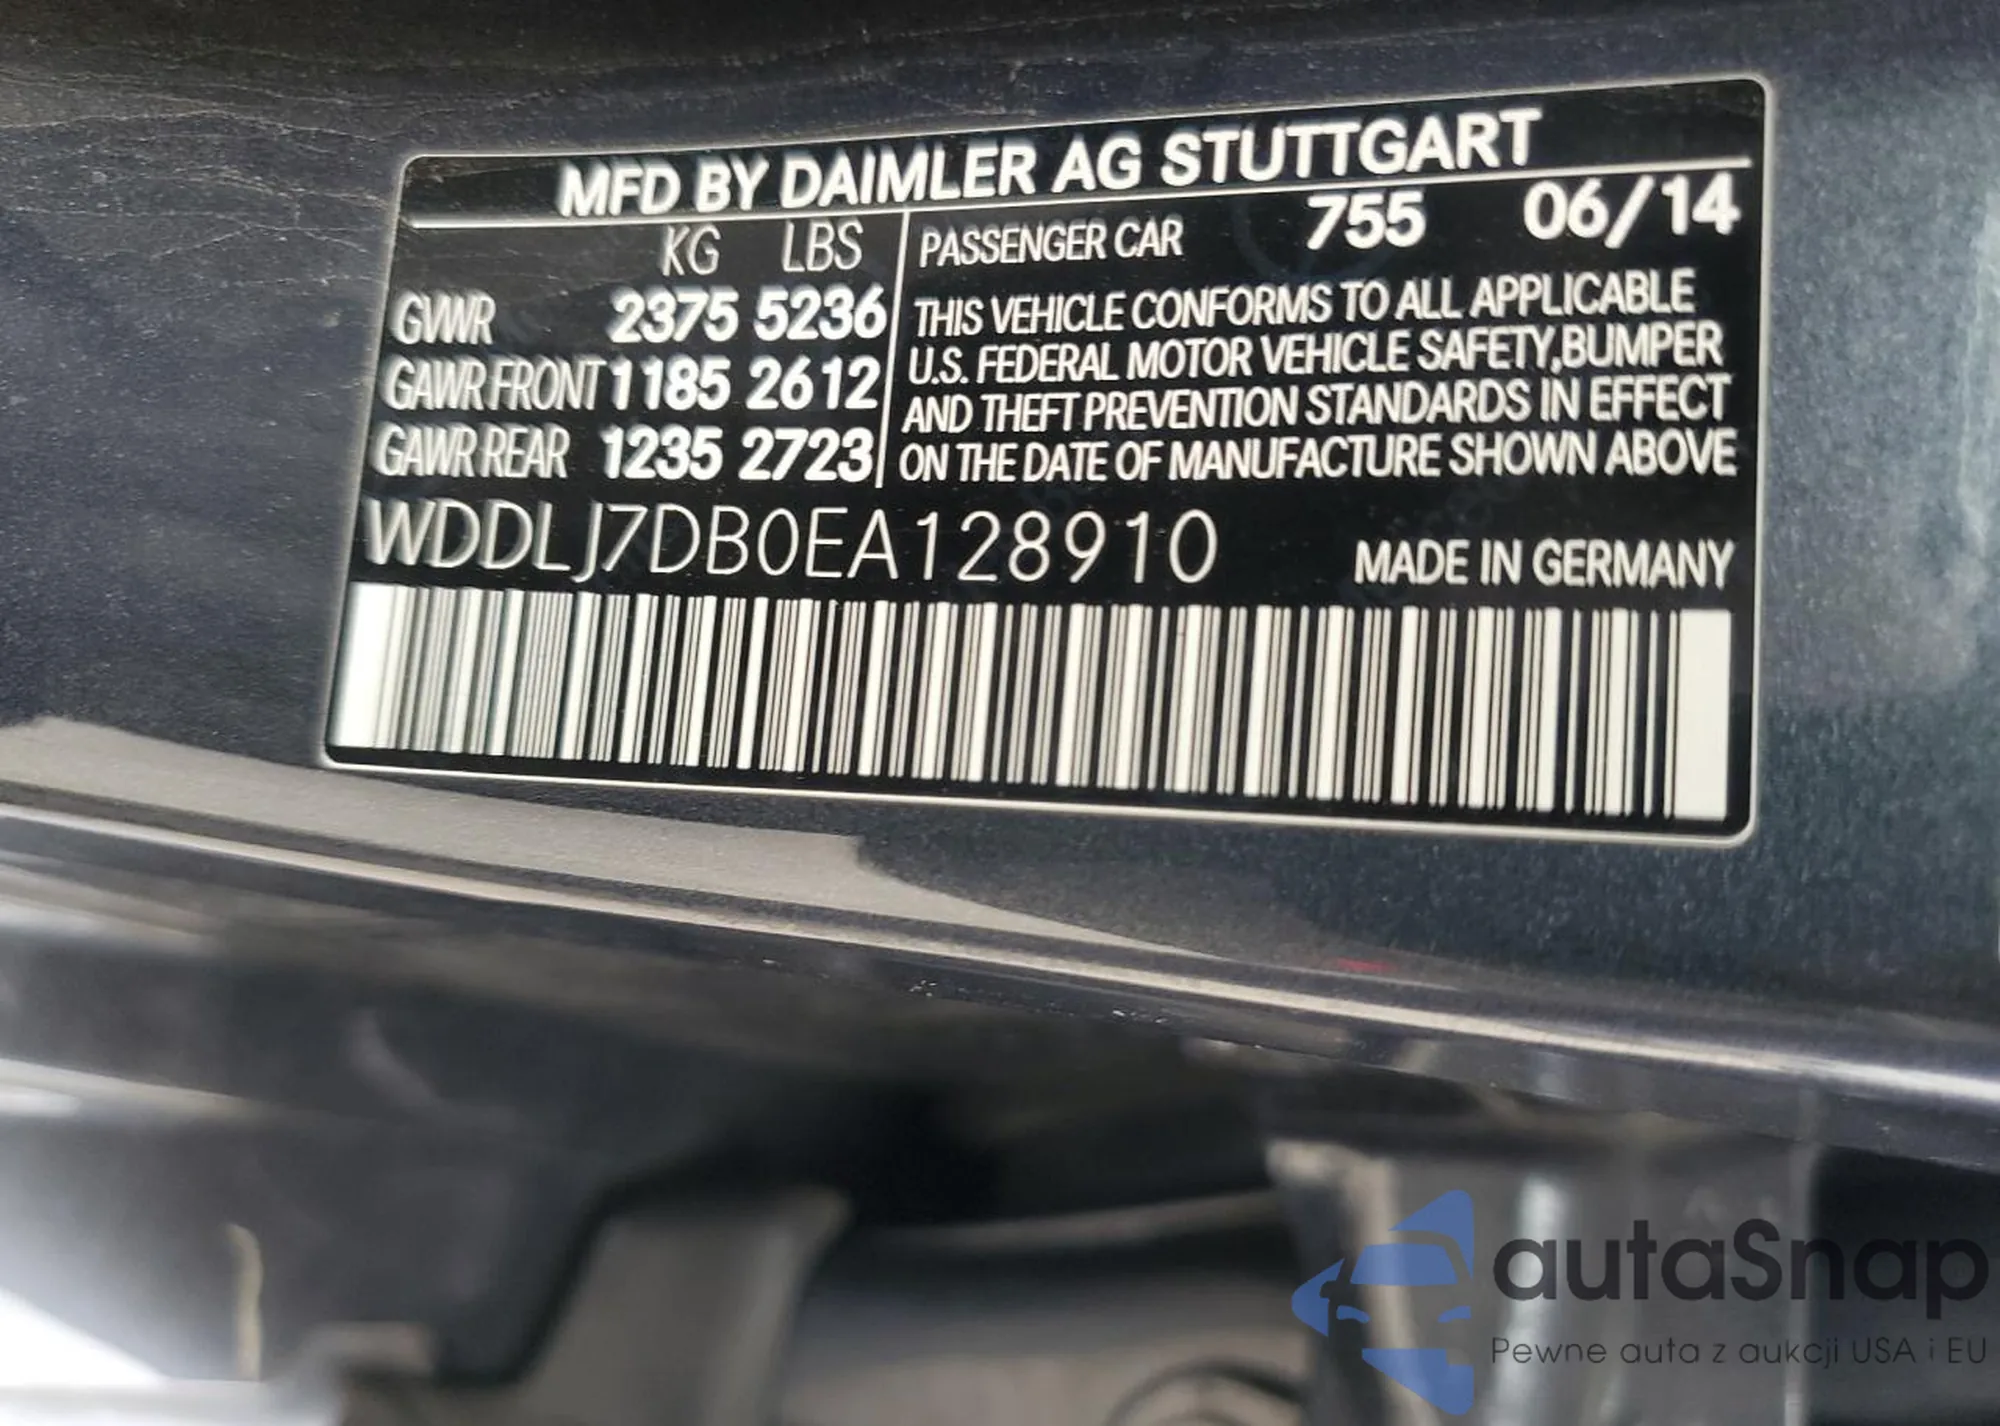 MFD BY DAIMLER AG STUTTGART
KG LBS
GVWR 2375 5236
GAWR FRONT 1185 2612
GAWR REAR 1235 2723
PASSENGER CAR 755 06/14
THIS VEHICLE CONFORMS TO ALL APPLICABLE
U.S. FEDERAL MOTOR VEHICLE SAFETY,BUMPER
AND THEFT PREVENTION STANDARDS IN EFFECT
ON THE DATE OF MANUFACTURE SHOWN ABOVE
WDDLJ7DB0EA128910
MADE IN GERMANY
autaSnap
Pewne auta z aukcji USA i EU